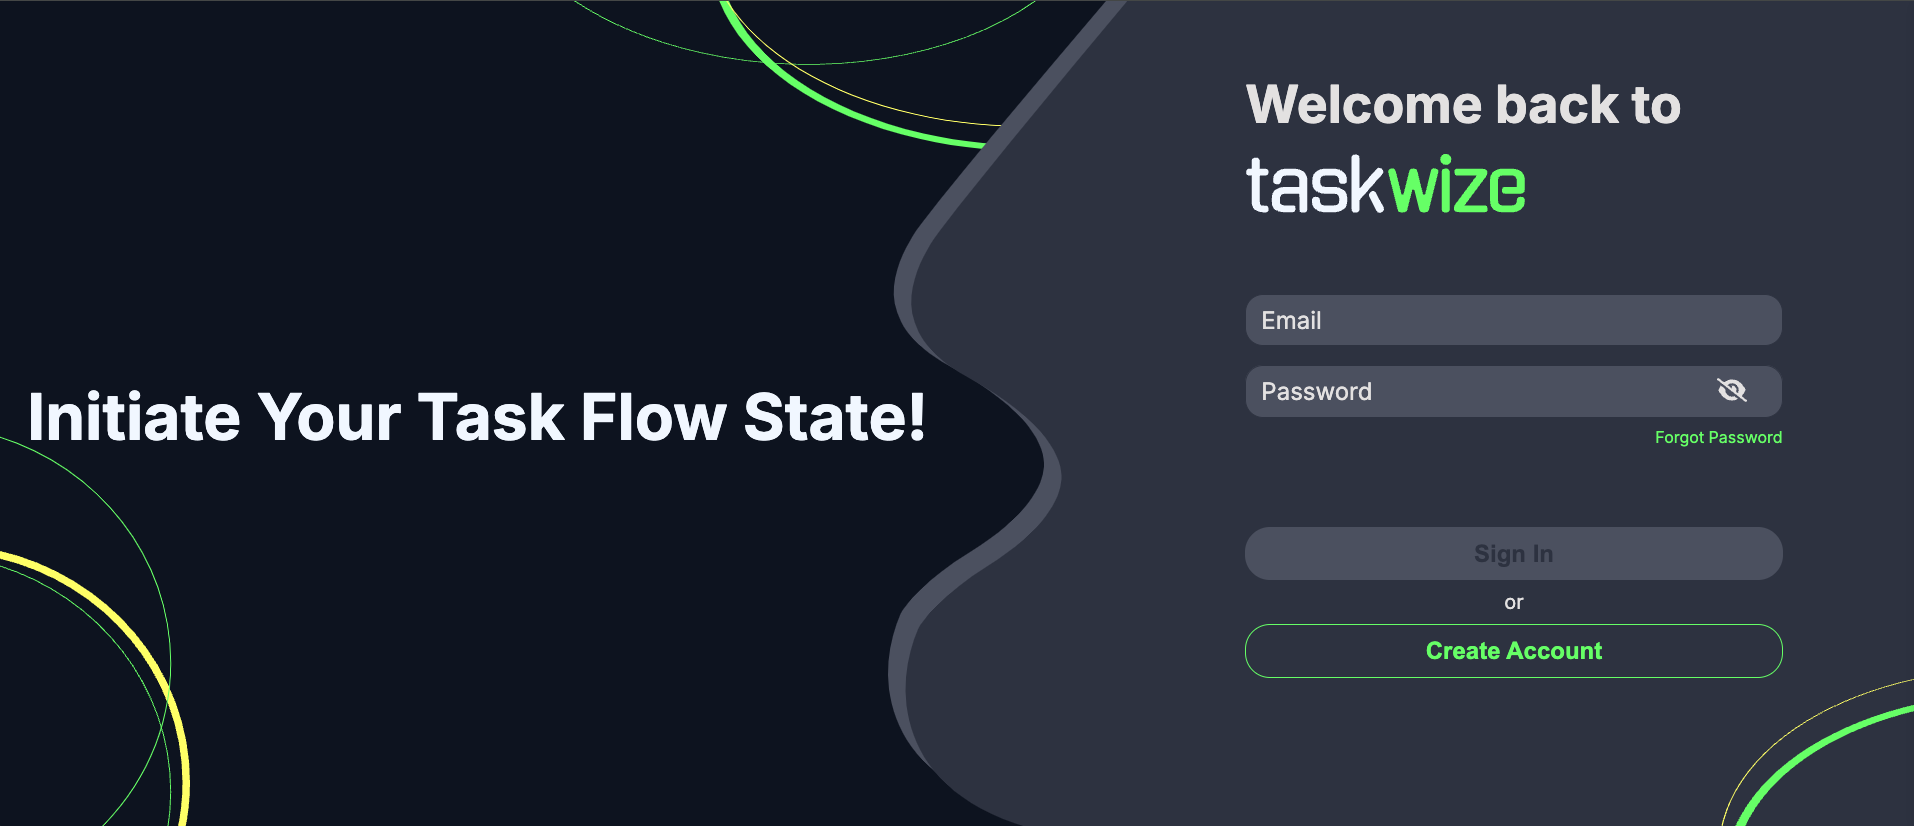 Welcome back to
taskwize
Email
Password
Forgot Password
Initiate Your Task Flow State!
Sign In
or
Create Account